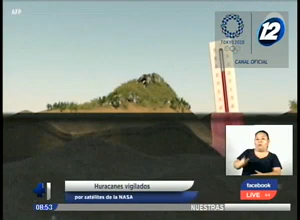 AFP
TOKYO 2020
12
CANAL OFICIAL
Huracanes vigilados
por satélites de la NASA
facebook
LIVE
08:53
NUESTRAS